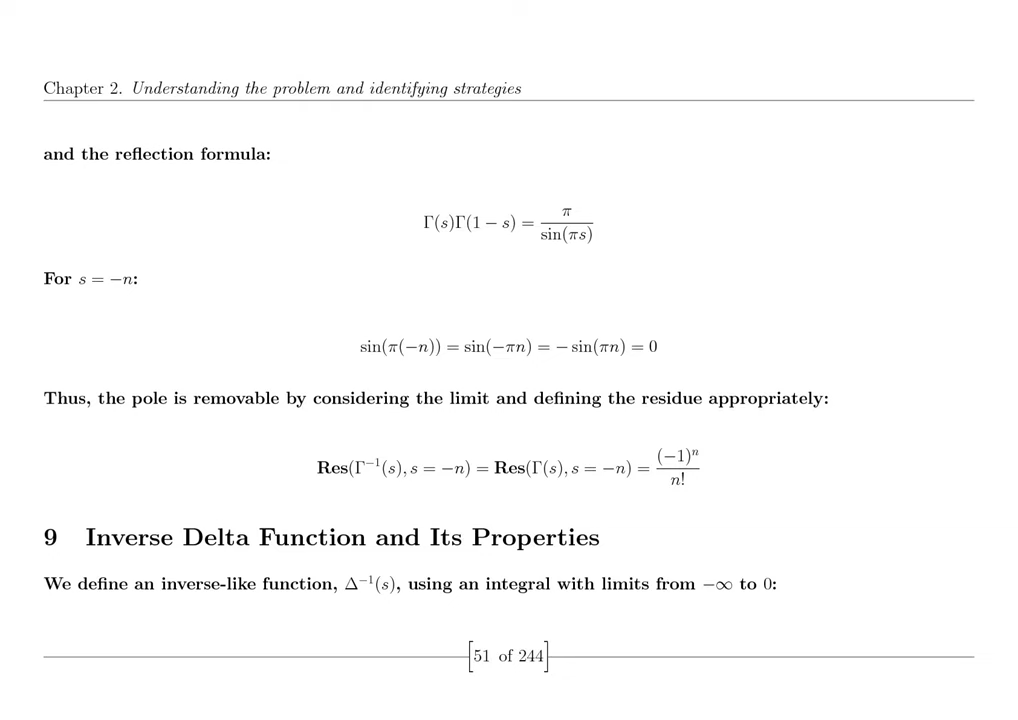 Chapter 2. Understanding the problem and identifying strategies
and the reflection formula:
Γ(s)Γ(1 − s) = π / sin(πs)
For s = −n:
sin(π(−n)) = sin(−πn) = − sin(πn) = 0
Thus, the pole is removable by considering the limit and defining the residue appropriately:
Res(Γ⁻¹(s), s = −n) = Res(Γ(s), s = −n) = (−1)ⁿ / n!
9 Inverse Delta Function and Its Properties
We define an inverse-like function, Δ⁻¹(s), using an integral with limits from −∞ to 0:
[51 of 244]